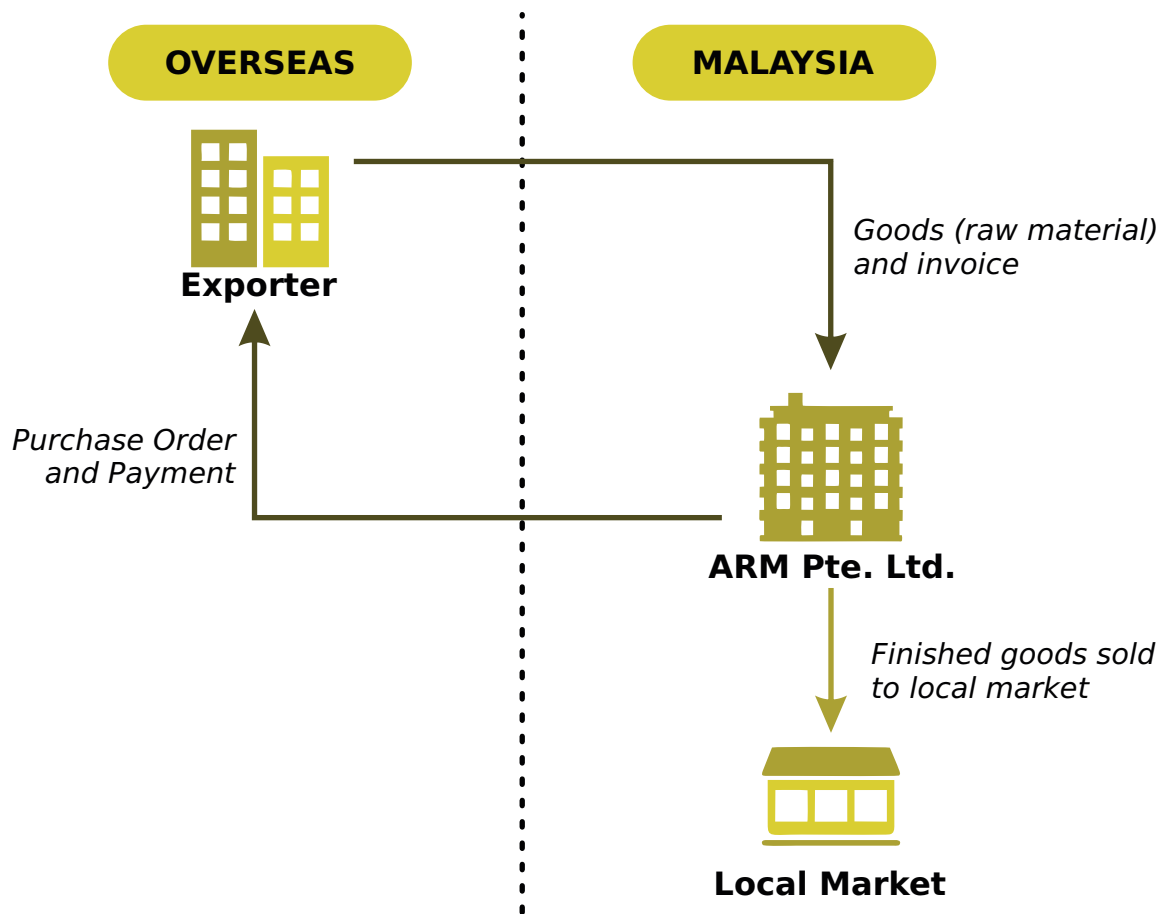 OVERSEAS
MALAYSIA
Exporter
Goods (raw material)
and invoice
Purchase Order
and Payment
ARM Pte. Ltd.
Finished goods sold
to local market
Local Market